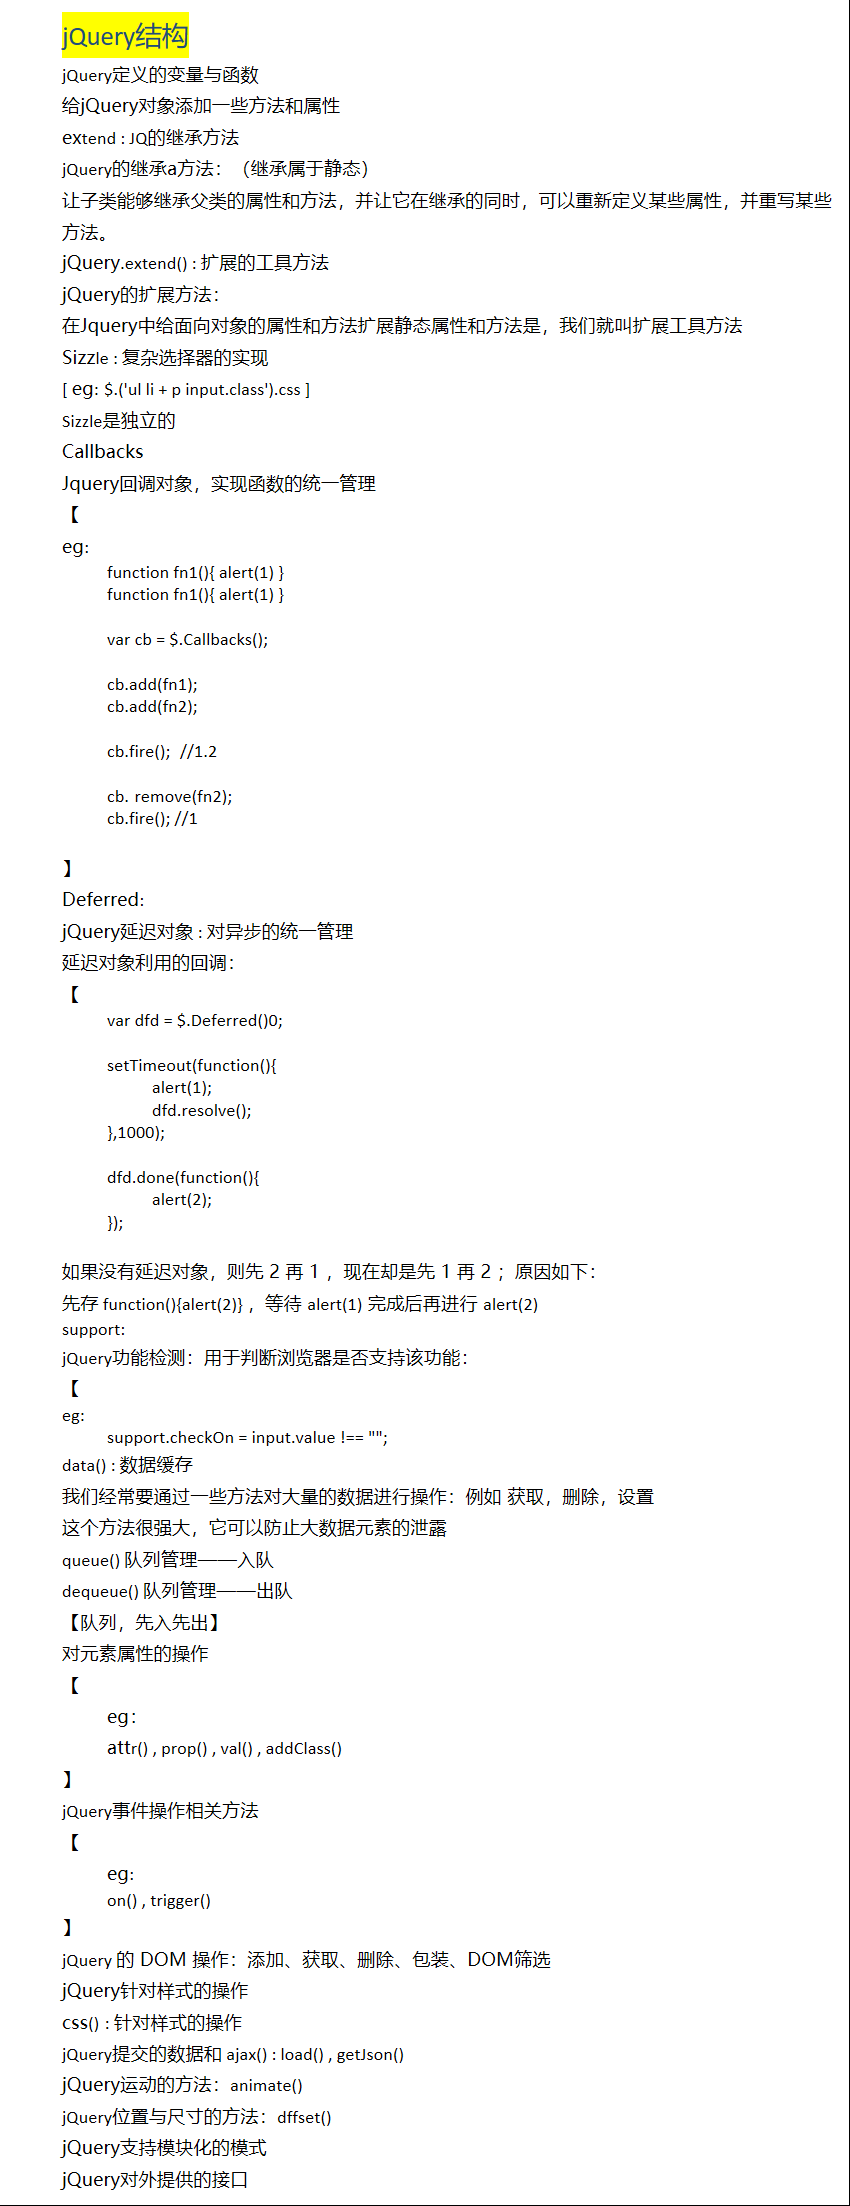 jQuery结构
jQuery定义的变量与函数
给jQuery对象添加一些方法和属性
extend : JQ的继承方法
jQuery的继承a方法：（继承属于静态）
让子类能够继承父类的属性和方法，并让它在继承的同时，可以重新定义某些属性，并重写某些
方法。
jQuery.extend() : 扩展的工具方法
jQuery的扩展方法：
在Jquery中给面向对象的属性和方法扩展静态属性和方法是，我们就叫扩展工具方法
Sizzle : 复杂选择器的实现
[ eg: $.('ul li + p input.class').css ]
Sizzle是独立的
Callbacks
Jquery回调对象，实现函数的统一管理
【
eg:
function fn1(){ alert(1) }
function fn1(){ alert(1) }
var cb = $.Callbacks();
cb.add(fn1);
cb.add(fn2);
cb.fire();  //1.2
cb. remove(fn2);
cb.fire(); //1
】
Deferred:
jQuery延迟对象 : 对异步的统一管理
延迟对象利用的回调：
【
var dfd = $.Deferred()0;
setTimeout(function(){
alert(1);
dfd.resolve();
},1000);
dfd.done(function(){
alert(2);
});
如果没有延迟对象，则先 2 再 1 ，现在却是先 1 再 2 ；原因如下：
先存 function(){alert(2)} ，等待 alert(1) 完成后再进行 alert(2)
support:
jQuery功能检测：用于判断浏览器是否支持该功能：
【
eg:
support.checkOn = input.value !== "";
data() : 数据缓存
我们经常要通过一些方法对大量的数据进行操作：例如 获取，删除，设置
这个方法很强大，它可以防止大数据元素的泄露
queue() 队列管理——入队
dequeue() 队列管理——出队
【队列，先入先出】
对元素属性的操作
【
eg：
attr() , prop() , val() , addClass()
】
jQuery事件操作相关方法
【
eg:
on() , trigger()
】
jQuery 的 DOM 操作：添加、获取、删除、包装、DOM筛选
jQuery针对样式的操作
css() : 针对样式的操作
jQuery提交的数据和 ajax() : load() , getJson()
jQuery运动的方法：animate()
jQuery位置与尺寸的方法：dffset()
jQuery支持模块化的模式
jQuery对外提供的接口